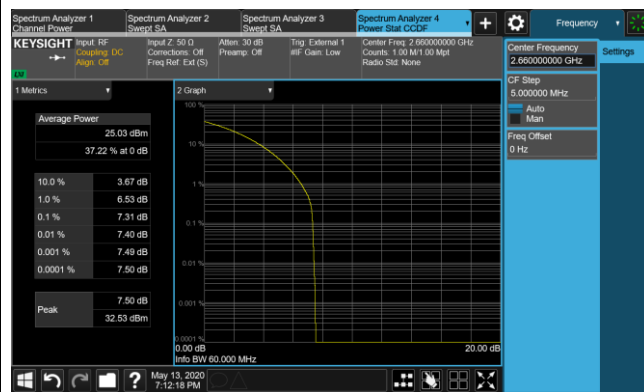 Spectrum Analyzer 1
Channel Power
Spectrum Analyzer 2
Swept SA
Spectrum Analyzer 3
Swept SA
Spectrum Analyzer 4
Power Stat CCDF
Frequency
KEYSIGHT
Input: RF
Coupling: DC
Align: Off
Input Z: 50 Ω
Corrections: Off
Freq Ref: Ext (S)
Atten: 30 dB
Preamp: Off
Trig: External 1
#IF Gain: Low
Center Freq: 2.660000000 GHz
Counts: 1.00 M/1.00 Mpt
Radio Std: None
Center Frequency
2.660000000 GHz
Settings
CF Step
5.000000 MHz
Auto
Man
Freq Offset
0 Hz
1 Metrics
Average Power
25.03 dBm
37.22 % at 0 dB
10.0 % 3.67 dB
1.0 % 6.53 dB
0.1 % 7.31 dB
0.01 % 7.40 dB
0.001 % 7.49 dB
0.0001 % 7.50 dB
Peak
7.50 dB
32.53 dBm
2 Graph
100 %
10 %
1 %
0.1 %
0.01 %
0.001 %
0.0001 %
0.00 dB
20.00 dB
Info BW 60.000 MHz
?
May 13, 2020
7:12:18 PM